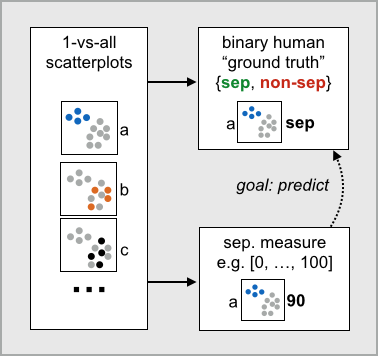 1-vs-all
scatterplots
a
b
c
...
binary human
“ground truth”
{sep, non-sep}
a sep
goal: predict
sep. measure
e.g. [0, …, 100]
a 90